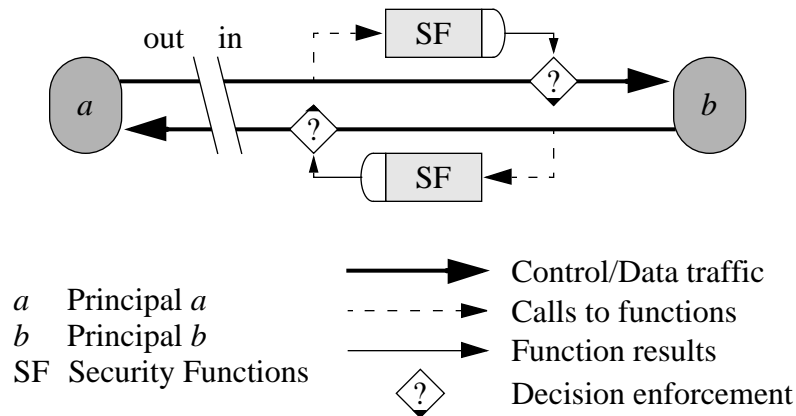 out in
SF
?
a
b
?
SF
Control/Data traffic
a Principal a
Calls to functions
b Principal b
Function results
SF Security Functions
? Decision enforcement